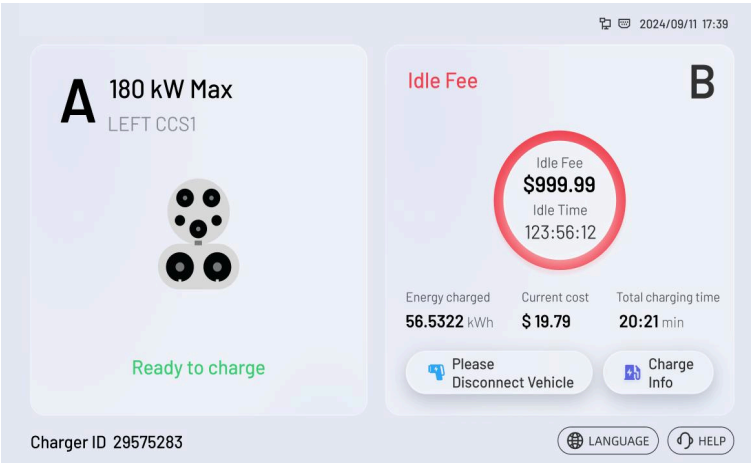 2024/09/11 17:39
A
180 kW Max
LEFT CCS1
Ready to charge
Idle Fee
B
Idle Fee
$999.99
Idle Time
123:56:12
Energy charged
56.5322 kWh
Current cost
$ 19.79
Total charging time
20:21 min
Please
Disconnect Vehicle
Charge
Info
Charger ID 29575283
LANGUAGE
HELP